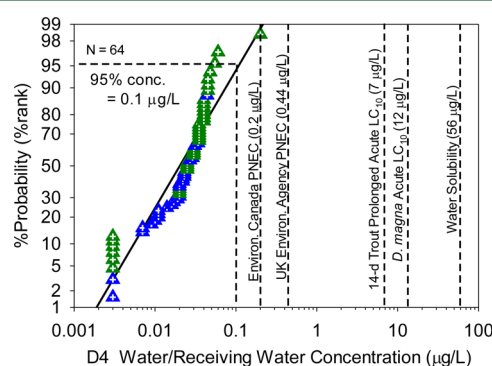 %Probability (%rank)
99
98
95
90
80
70
50
30
20
10
5
2
1
N = 64
95% conc.
= 0.1 µg/L
Environ. Canada PNEC (0.2 µg/L)
UK Environ. Agency PNEC (0.44 µg/L)
14-d Trout Prolonged Acute LC10 (7 µg/L)
D. magna Acute LC10 (12 µg/L)
Water Solubility (56 µg/L)
0.001 0.01 0.1 1 10 100
D4 Water/Receiving Water Concentration (µg/L)